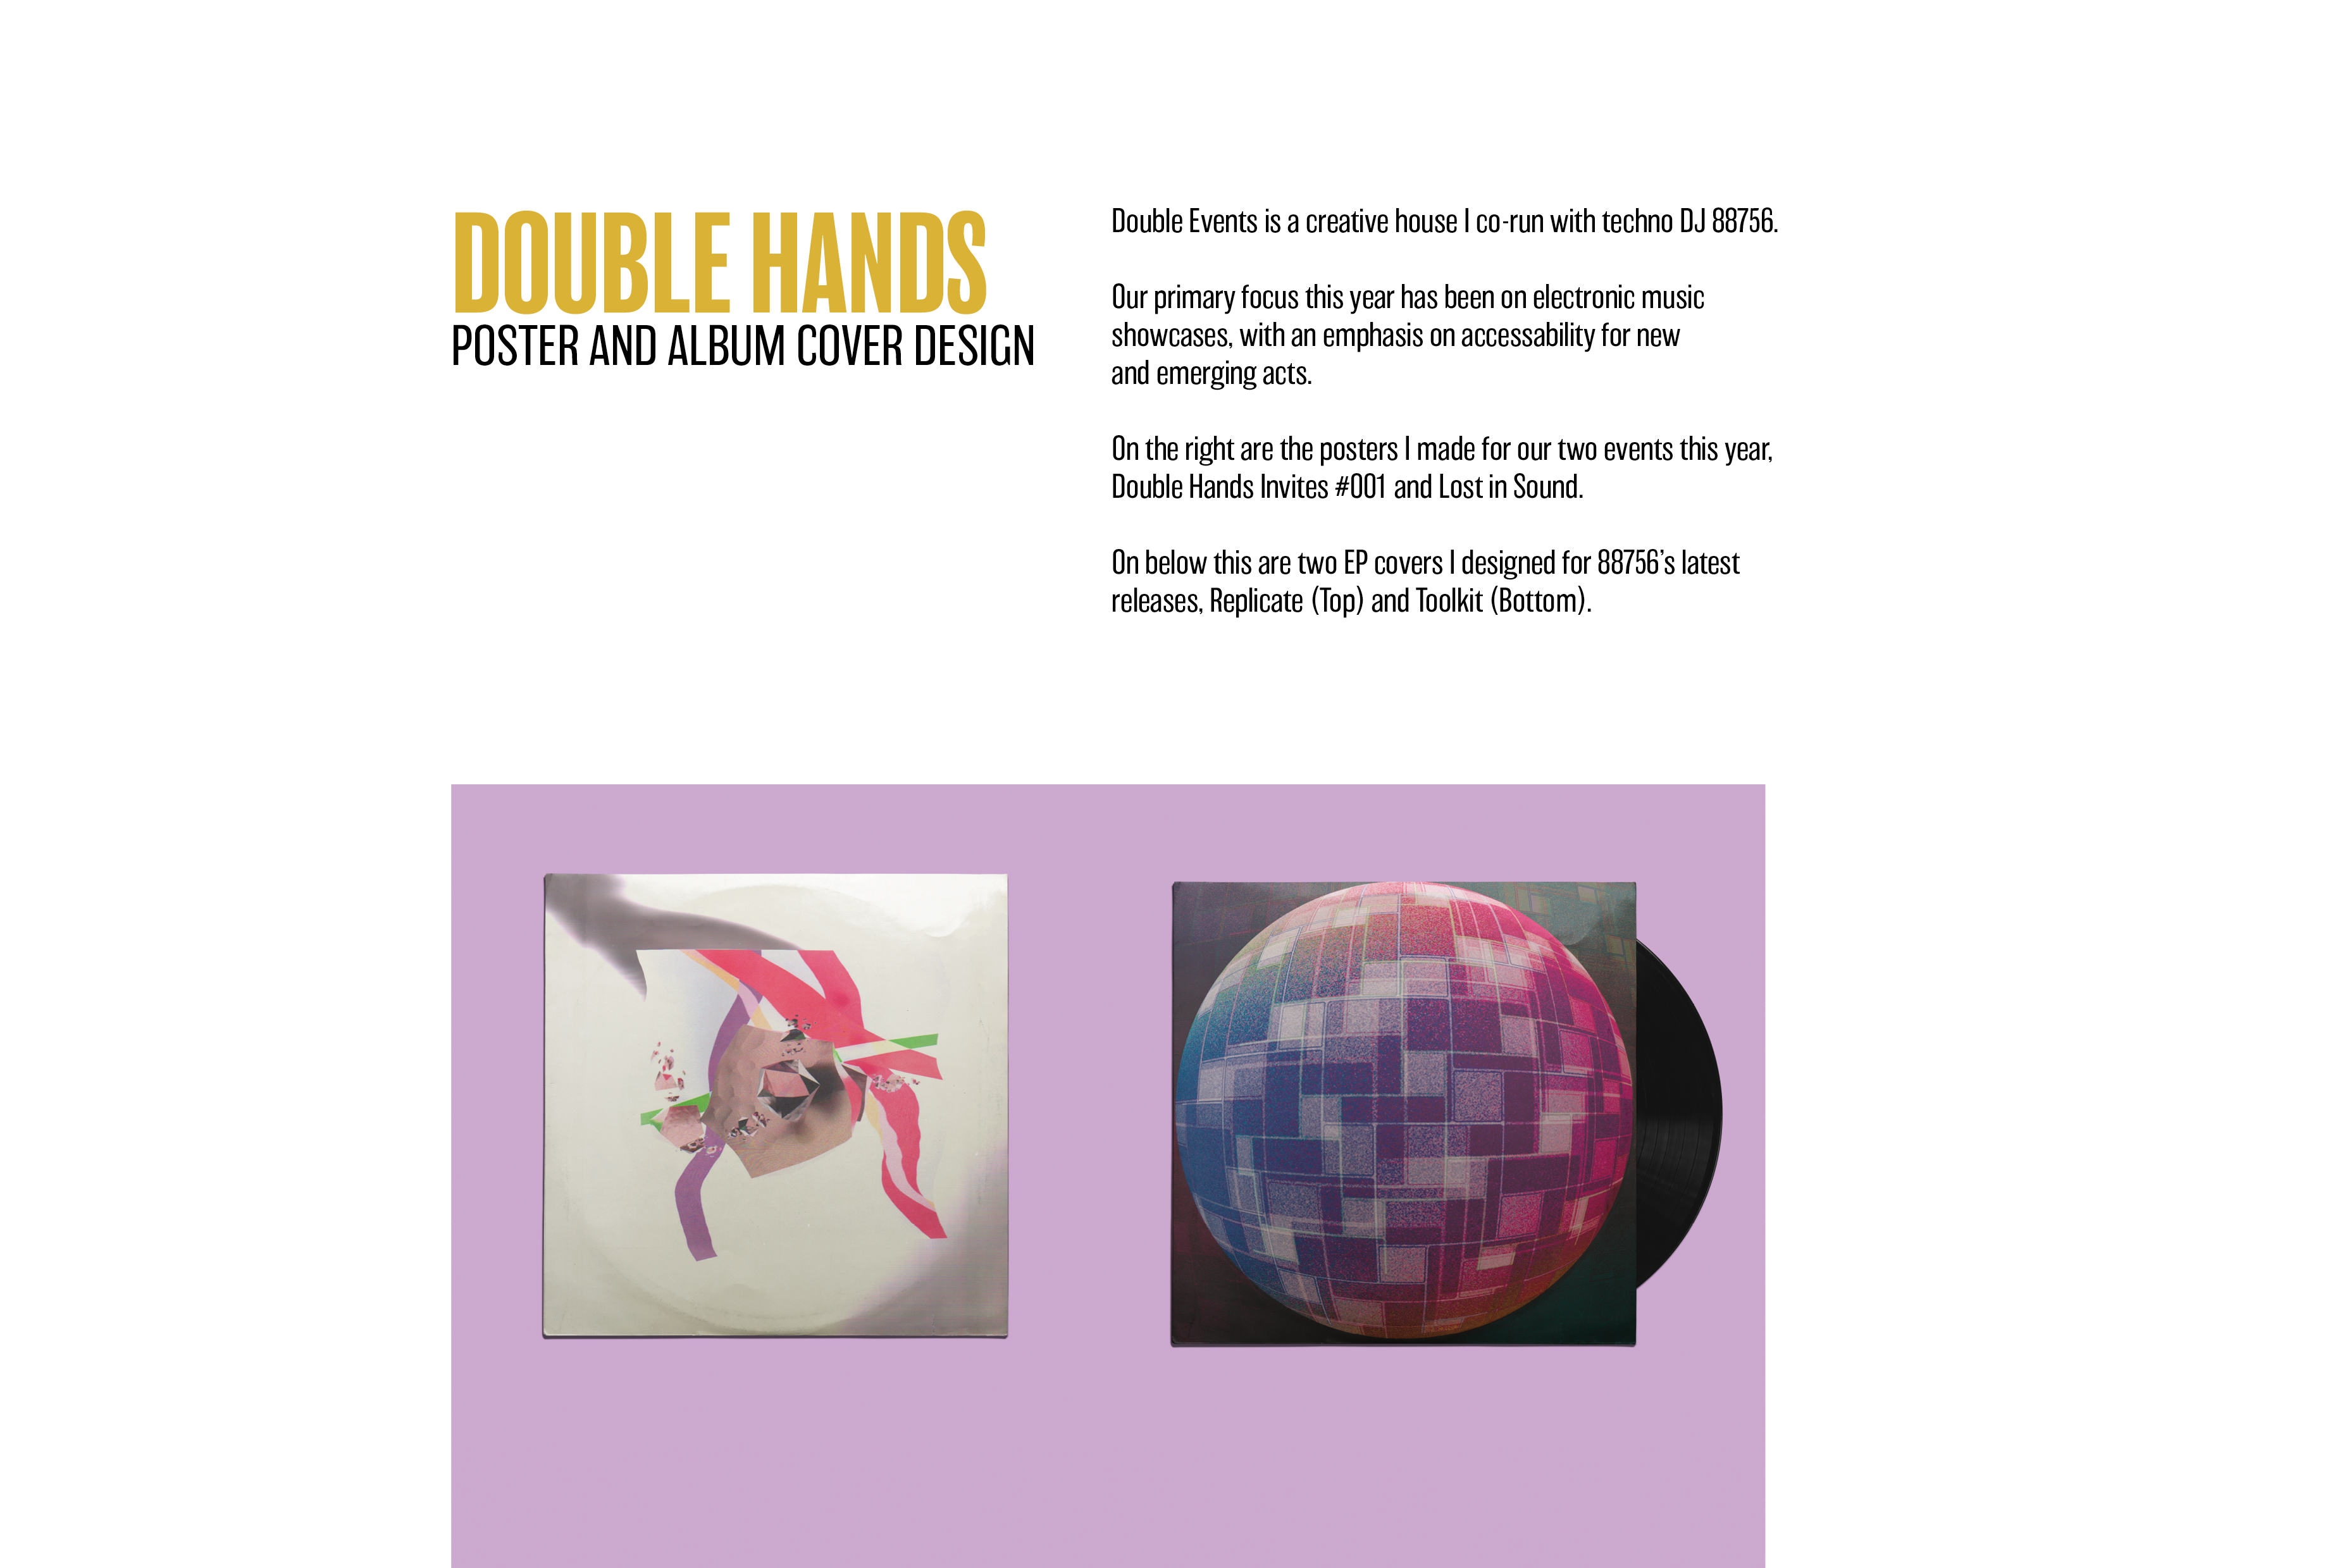 DOUBLE HANDS
POSTER AND ALBUM COVER DESIGN
Double Events is a creative house I co-run with techno DJ 88756.
Our primary focus this year has been on electronic music
showcases, with an emphasis on accessability for new
and emerging acts.
On the right are the posters I made for our two events this year,
Double Hands Invites #001 and Lost in Sound.
On below this are two EP covers I designed for 88756’s latest
releases, Replicate (Top) and Toolkit (Bottom).